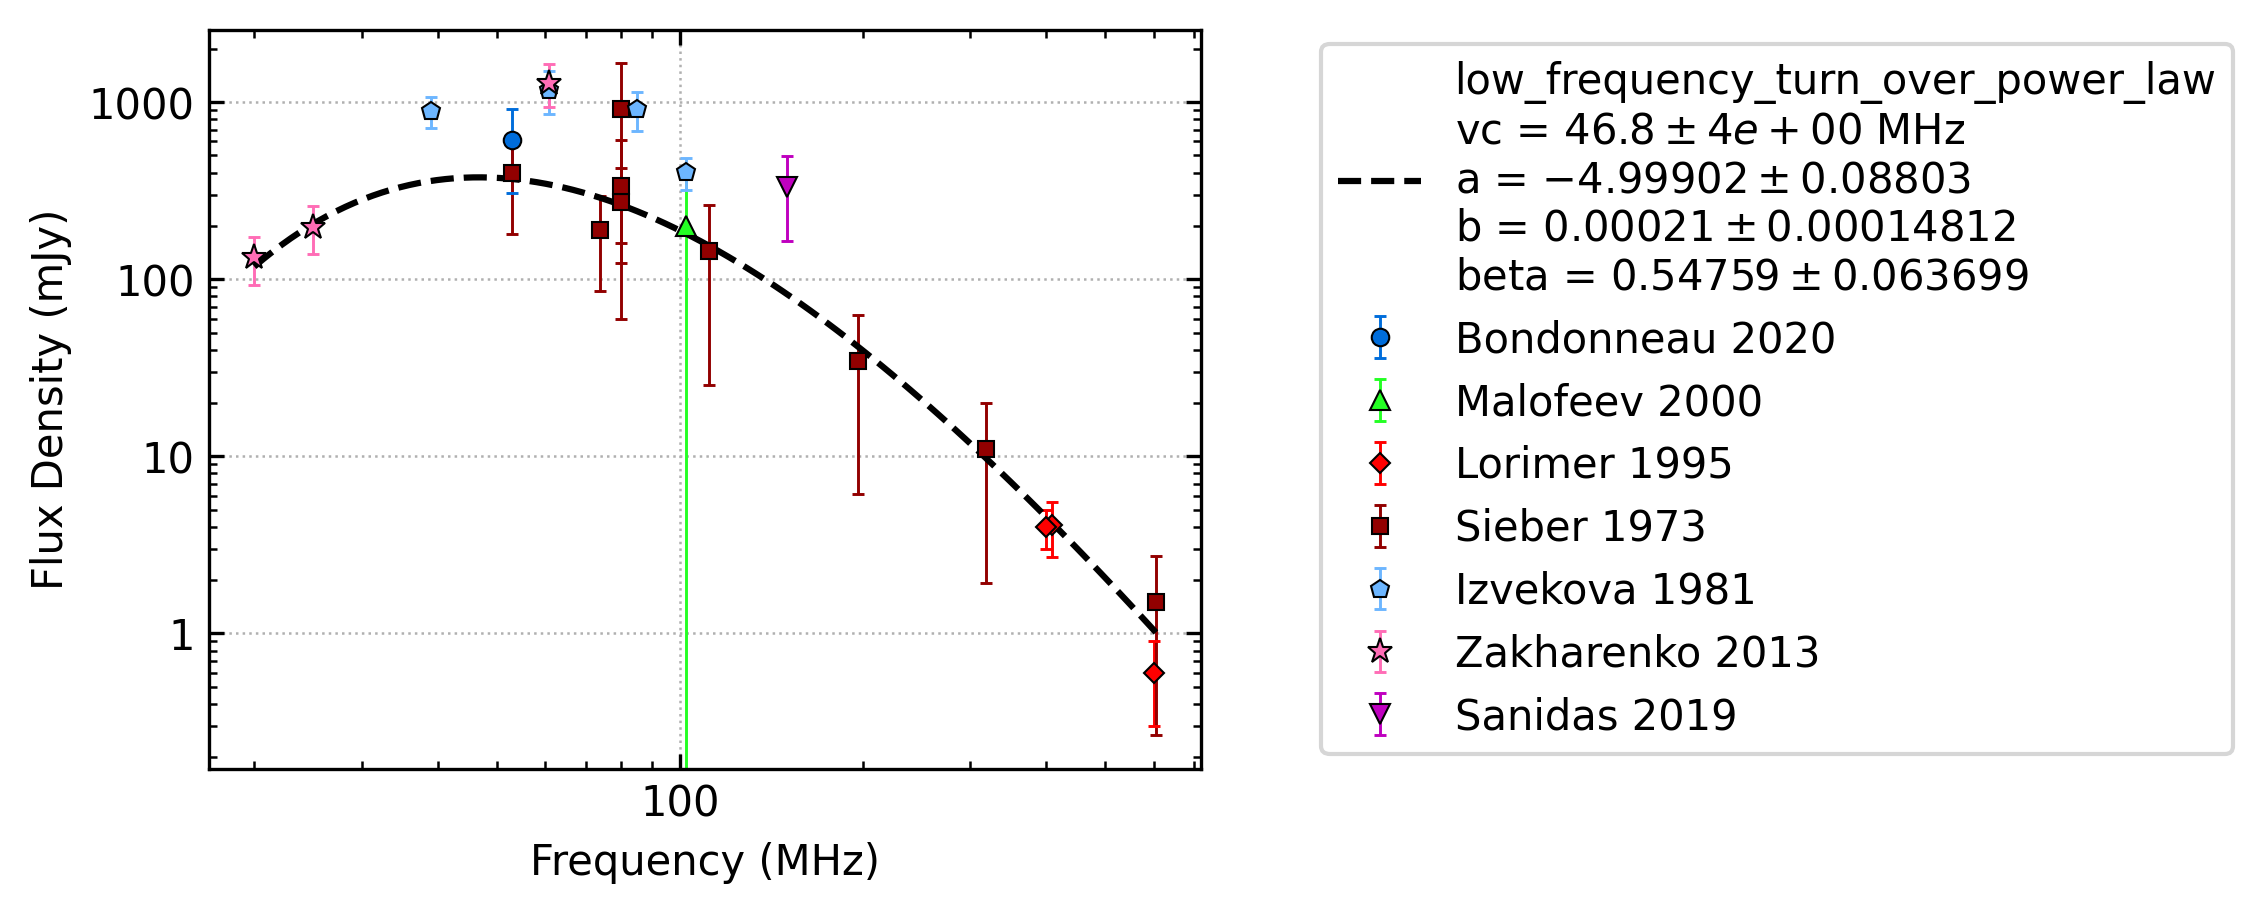 1000
100
10
1
Flux Density (mJy)
100
Frequency (MHz)
low_frequency_turn_over_power_law
vc = 46.8 ± 4e + 00 MHz
a = −4.99902 ± 0.08803
b = 0.00021 ± 0.00014812
beta = 0.54759 ± 0.063699
Bondonneau 2020
Malofeev 2000
Lorimer 1995
Sieber 1973
Izvekova 1981
Zakharenko 2013
Sanidas 2019